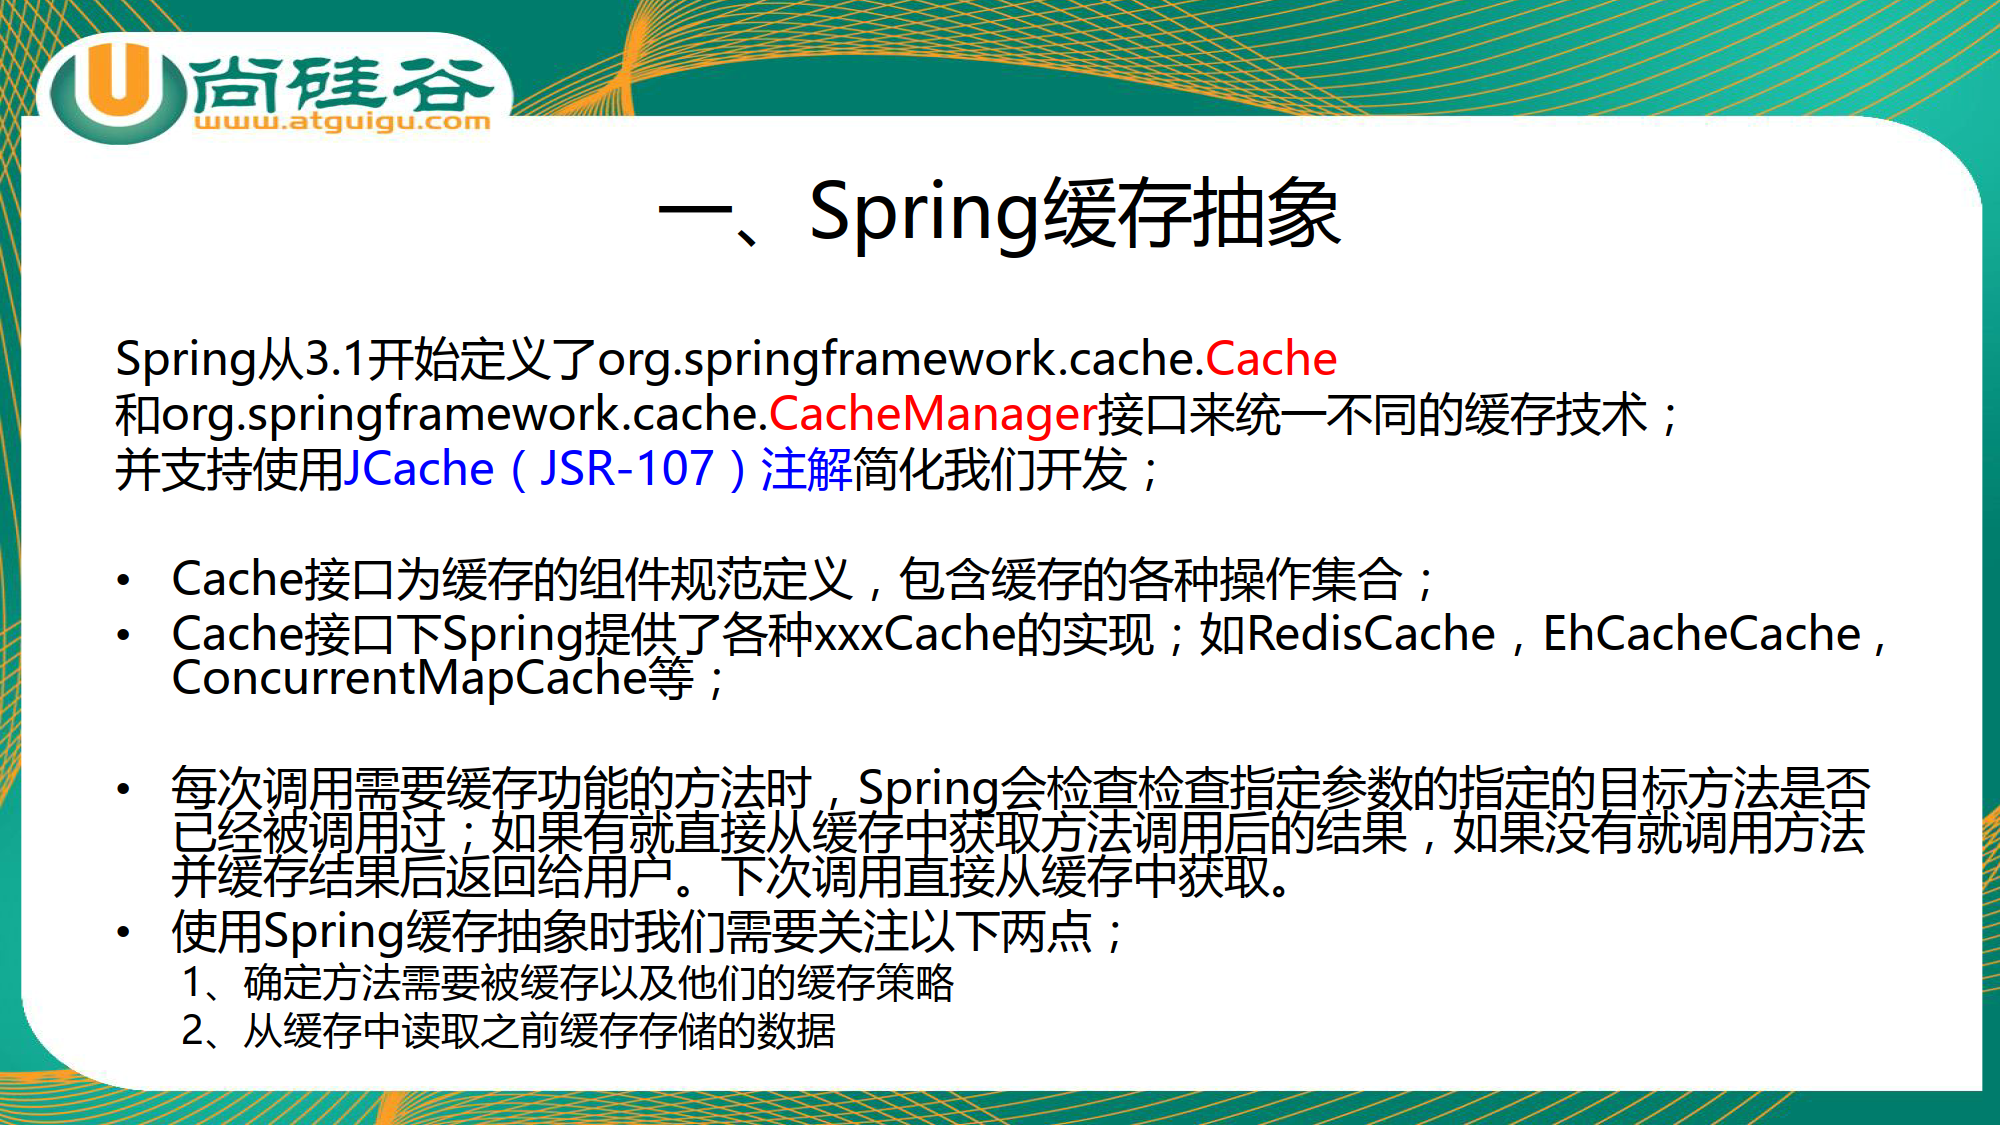 尚硅谷
www.atguigu.com
一、Spring缓存抽象
Spring从3.1开始定义了org.springframework.cache.Cache
和org.springframework.cache.CacheManager接口来统一不同的缓存技术；
并支持使用JCache（JSR-107）注解简化我们开发；
• Cache接口为缓存的组件规范定义，包含缓存的各种操作集合；
• Cache接口下Spring提供了各种xxxCache的实现；如RedisCache，EhCacheCache，
ConcurrentMapCache等；
• 每次调用需要缓存功能的方法时，Spring会检查检查指定参数的指定的目标方法是否
已经被调用过；如果有就直接从缓存中获取方法调用后的结果，如果没有就调用方法
并缓存结果后返回给用户。下次调用直接从缓存中获取。
• 使用Spring缓存抽象时我们需要关注以下两点；
1、确定方法需要被缓存以及他们的缓存策略
2、从缓存中读取之前缓存存储的数据